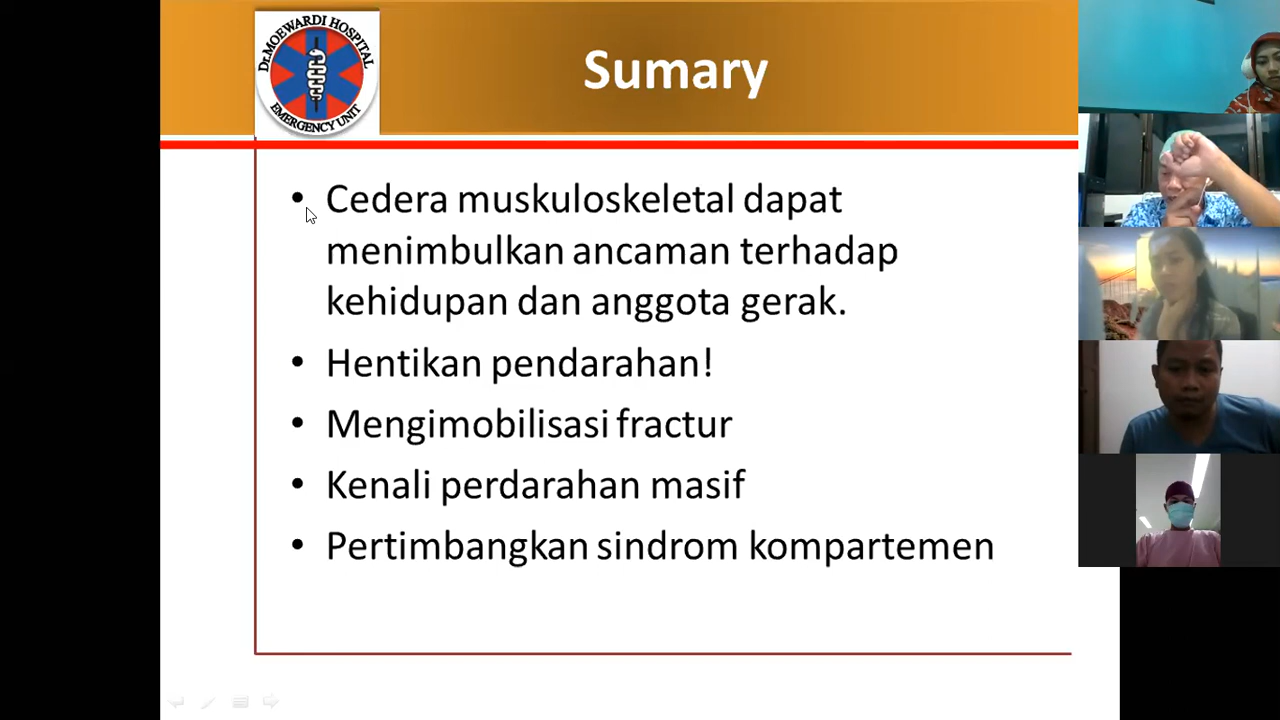 Dr.MOEWARDI HOSPITAL
EMERGENCY UNIT
Sumary
• Cedera muskuloskeletal dapat
menimbulkan ancaman terhadap
kehidupan dan anggota gerak.
• Hentikan pendarahan!
• Mengimobilisasi fractur
• Kenali perdarahan masif
• Pertimbangkan sindrom kompartemen